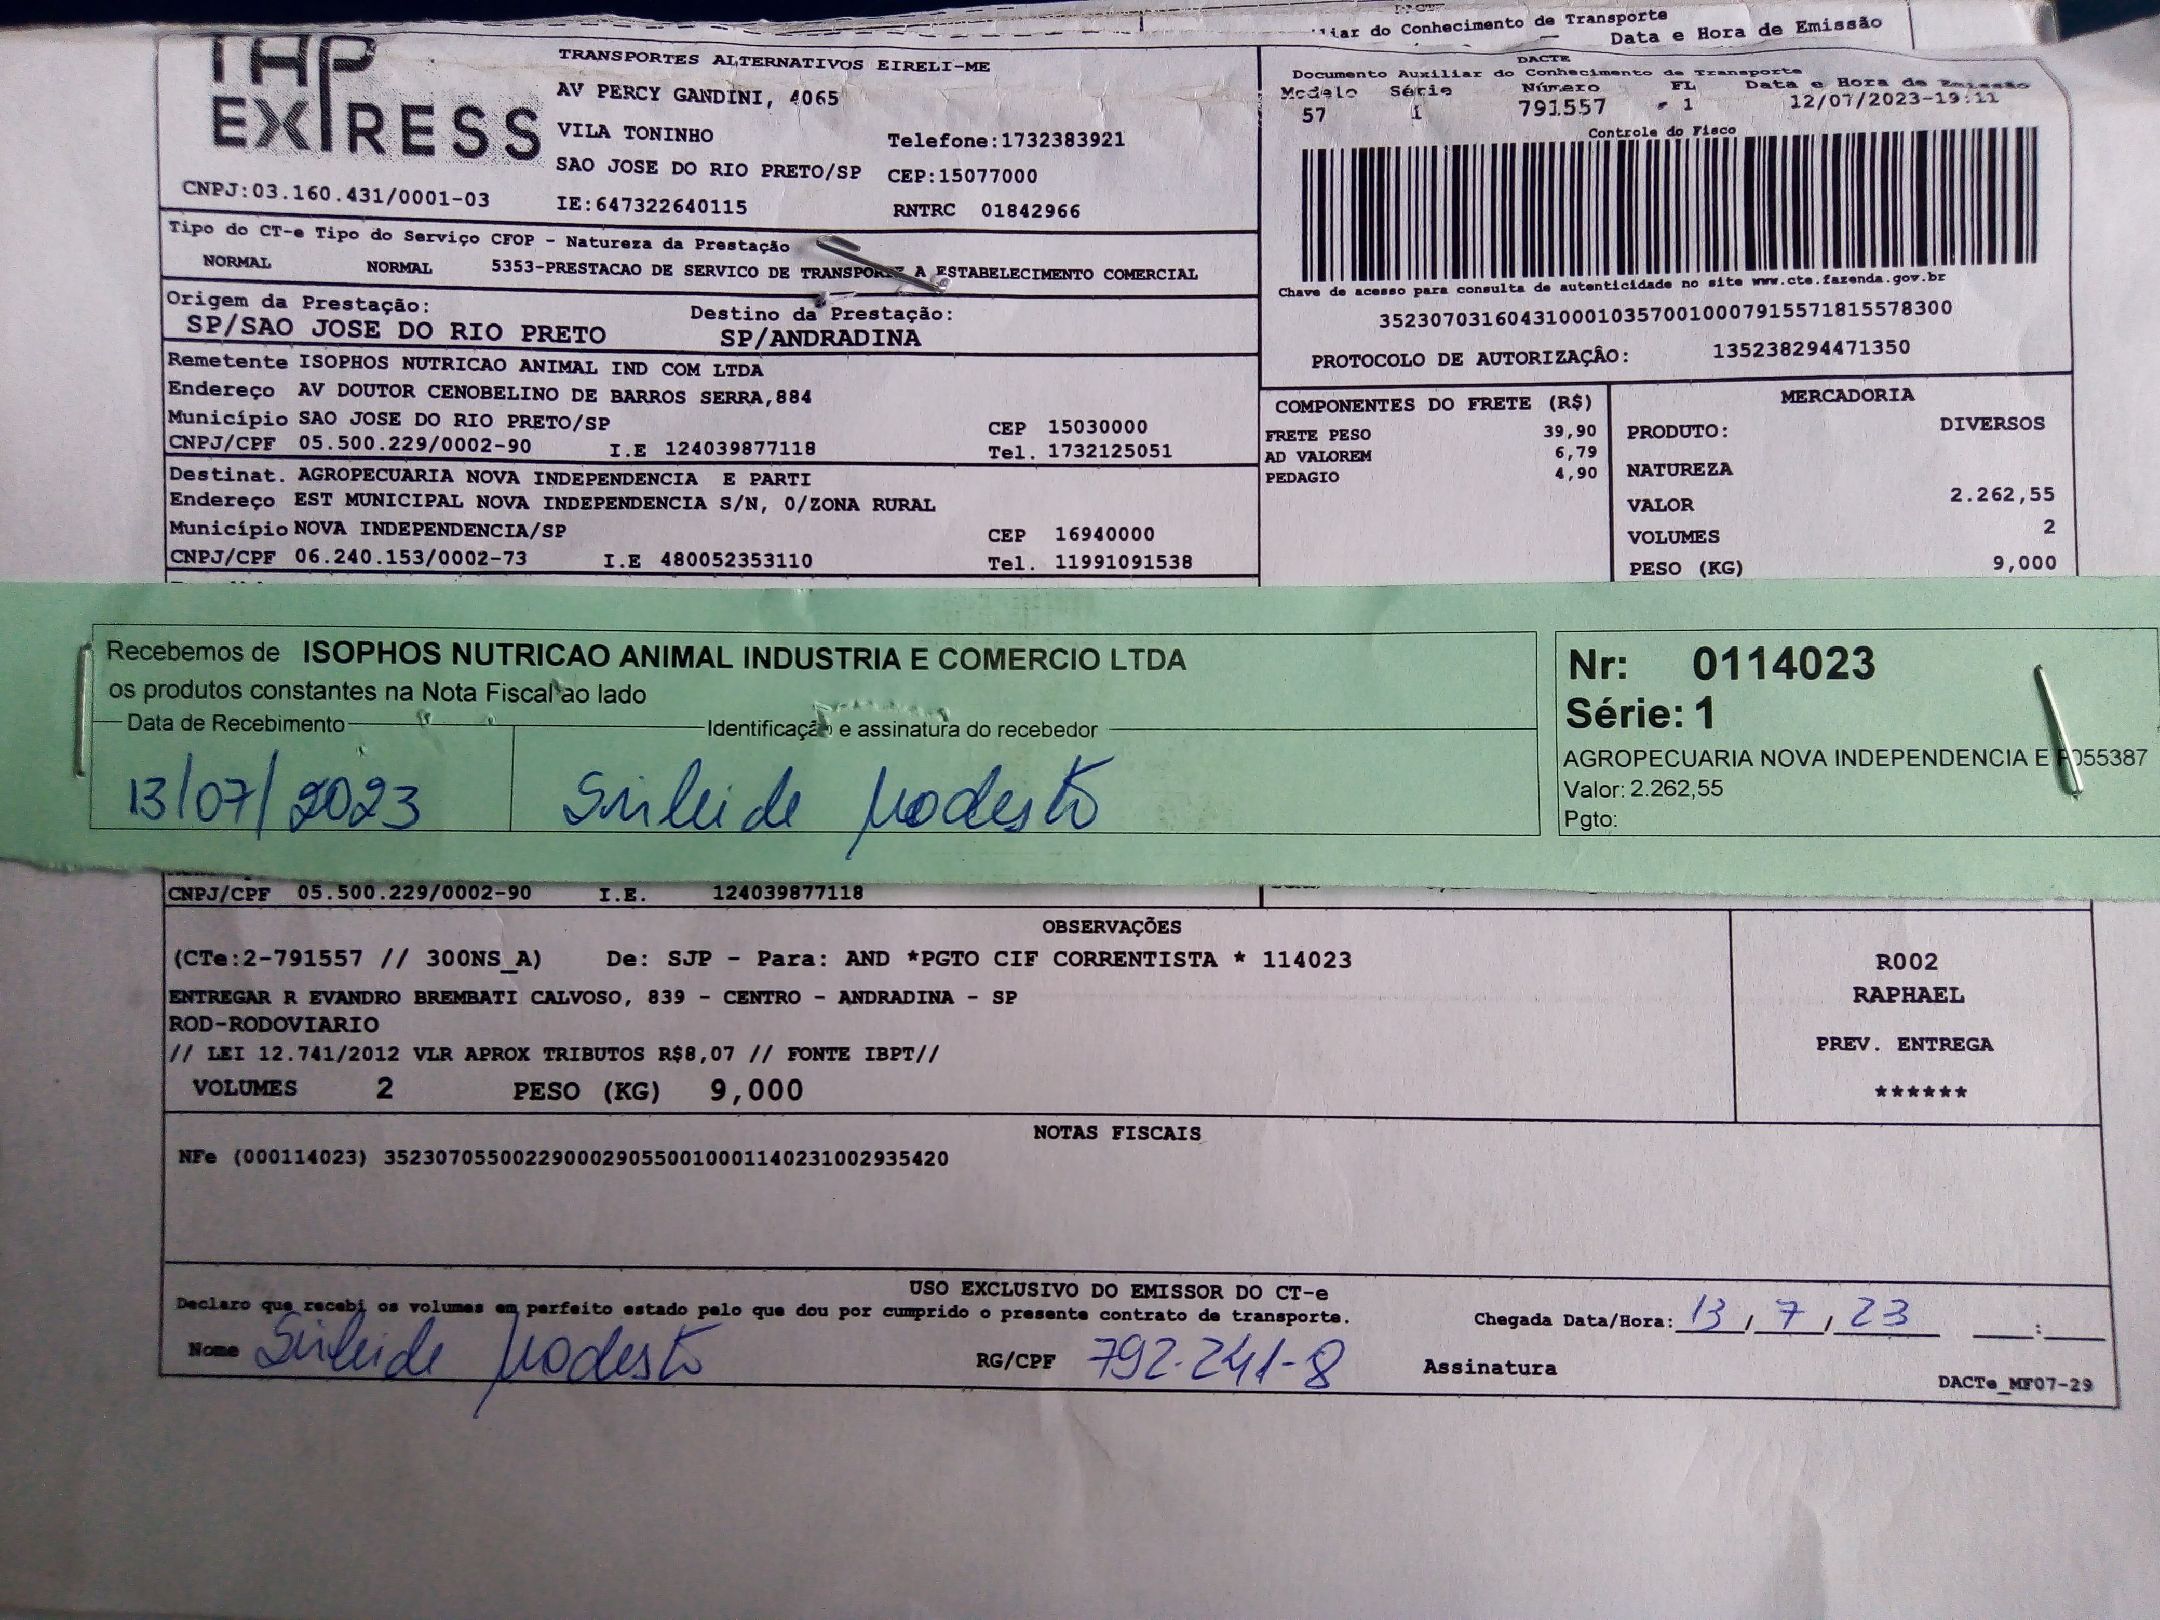 TAP
EXPRESS
TRANSPORTES ALTERNATIVOS EIRELI-ME
AV PERCY GANDINI, 4065
VILA TONINHO Telefone:1732383921
SAO JOSE DO RIO PRETO/SP CEP:15077000
CNPJ:03.160.431/0001-03 IE:647322640115 RNTRC 01842966
Tipo do CT-e Tipo do Serviço CFOP - Natureza da Prestação
NORMAL NORMAL 5353-PRESTACAO DE SERVICO DE TRANSPORTE A ESTABELECIMENTO COMERCIAL
Origem da Prestação: Destino da Prestação:
SP/SAO JOSE DO RIO PRETO SP/ANDRADINA
Remetente ISOPHOS NUTRICAO ANIMAL IND COM LTDA
Endereço AV DOUTOR CENOBELINO DE BARROS SERRA,884
Município SAO JOSE DO RIO PRETO/SP CEP 15030000
CNPJ/CPF 05.500.229/0002-90 I.E 124039877118 Tel. 1732125051
Destinat. AGROPECUARIA NOVA INDEPENDENCIA E PARTI
Endereço EST MUNICIPAL NOVA INDEPENDENCIA S/N, 0/ZONA RURAL
Município NOVA INDEPENDENCIA/SP CEP 16940000
CNPJ/CPF 06.240.153/0002-73 I.E 480052353110 Tel. 11991091538
do Conhecimento de Transporte
Data e Hora de Emissão
DACTE
Documento Auxiliar do Conhecimento de Transporte
Modelo Série Número FL Data e Hora de Emissão
57 1 791557 1 12/07/2023-19:11
Controle do Fisco
Chave de acesso para consulta de autenticidade no site www.cte.fazenda.gov.br
35230703160431000103570010007915571815578300
PROTOCOLO DE AUTORIZAÇÃO: 135238294471350
COMPONENTES DO FRETE (R$)
FRETE PESO 39,90
AD VALOREM 6,79
PEDAGIO 4,90
MERCADORIA
PRODUTO: DIVERSOS
NATUREZA
VALOR 2.262,55
VOLUMES 2
PESO (KG) 9,000
Recebemos de ISOPHOS NUTRICAO ANIMAL INDUSTRIA E COMERCIO LTDA
os produtos constantes na Nota Fiscal ao lado
Data de Recebimento Identificação e assinatura do recebedor
13/07/2023 Sirleide Modesto
Nr: 0114023
Série: 1
AGROPECUARIA NOVA INDEPENDENCIA E P055387
Valor: 2.262,55
Pgto:
CNPJ/CPF 05.500.229/0002-90 I.E. 124039877118
OBSERVAÇÕES
(CTe:2-791557 // 300NS_A) De: SJP - Para: AND *PGTO CIF CORRENTISTA * 114023
ENTREGAR R EVANDRO BREMBATI CALVOSO, 839 - CENTRO - ANDRADINA - SP
ROD-RODOVIARIO
// LEI 12.741/2012 VLR APROX TRIBUTOS R$8,07 // FONTE IBPT//
VOLUMES 2 PESO (KG) 9,000
R002
RAPHAEL
PREV. ENTREGA
******
NOTAS FISCAIS
NFe (000114023) 35230705500229000290550010001140231002935420
USO EXCLUSIVO DO EMISSOR DO CT-e
Declaro que recebi os volumes em perfeito estado pelo que dou por cumprido o presente contrato de transporte.
Chegada Data/Hora: 13 / 7 / 23 :
Nome Sirleide Modesto RG/CPF 792.241-8 Assinatura
DACTe_MF07-29